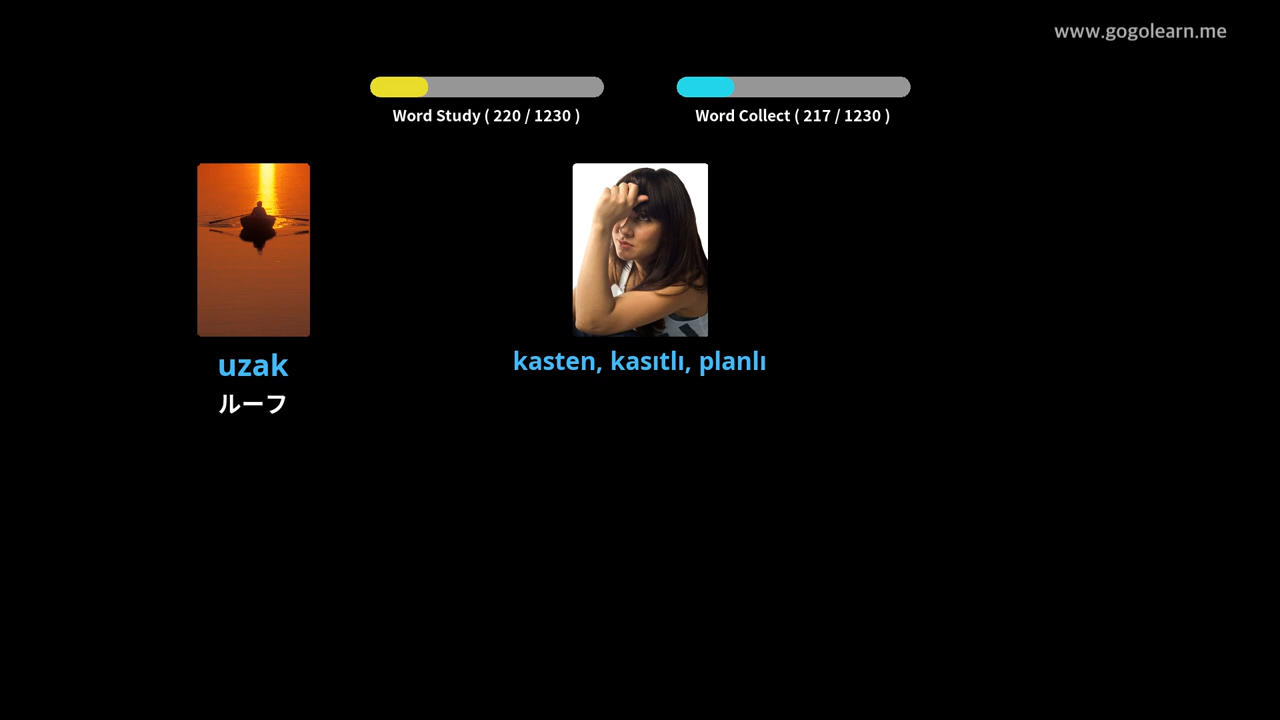 www.gogolearn.me
Word Study ( 220 / 1230 )
Word Collect ( 217 / 1230 )
uzak
ルーフ
kasten, kasıtlı, planlı